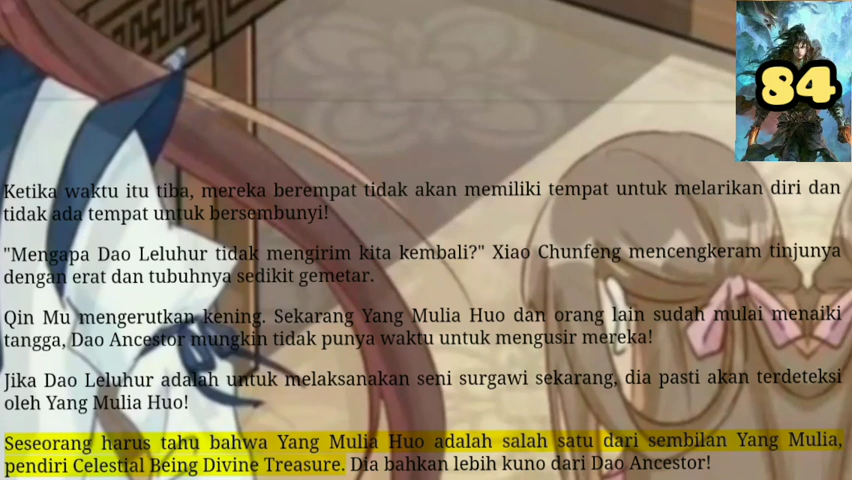 84
Ketika waktu itu tiba, mereka berempat tidak akan memiliki tempat untuk melarikan diri dan
tidak ada tempat untuk bersembunyi!
"Mengapa Dao Leluhur tidak mengirim kita kembali?" Xiao Chunfeng mencengkeram tinjunya
dengan erat dan tubuhnya sedikit gemetar.
Qin Mu mengerutkan kening. Sekarang Yang Mulia Huo dan orang lain sudah mulai menaiki
tangga, Dao Ancestor mungkin tidak punya waktu untuk mengusir mereka!
Jika Dao Leluhur adalah untuk melaksanakan seni surgawi sekarang, dia pasti akan terdeteksi
oleh Yang Mulia Huo!
Seseorang harus tahu bahwa Yang Mulia Huo adalah salah satu dari sembilan Yang Mulia,
pendiri Celestial Being Divine Treasure. Dia bahkan lebih kuno dari Dao Ancestor!